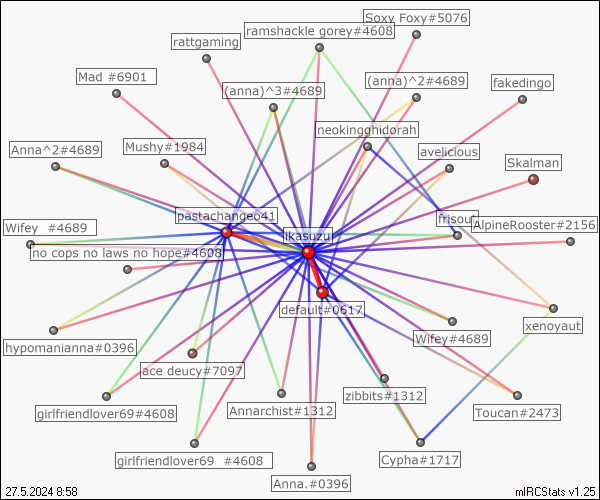 Soxy Foxy#5076
ramshackle gorey#4608
rattgaming
Mad #6901
(anna)^3#4689
(anna)^2#4689
fakedingo
neokingghidorah
Anna^2#4689
Mushy#1984
avelicious
Skalman
pastachangeo41
frisout
AlpineRooster#2156
Wifey #4689
ikasuzu
no cops no laws no hope#4608
default#0617
xenoyaut
hypomanianna#0396
Wifey#4689
ace deucy#7097
zibbits#1312
girlfriendlover69#4608
Annarchist#1312
Toucan#2473
girlfriendlover69 #4608
Cypha#1717
Anna.#0396
27.5.2024 8:58
mIRCStats v1.25